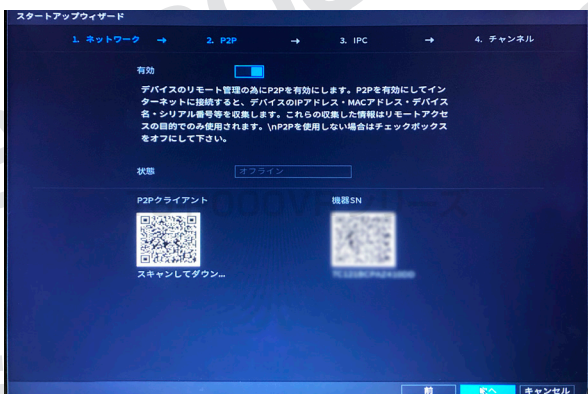 スタートアップウィザード
1. ネットワーク → 2. P2P → 3. IPC → 4. チャンネル
有効
デバイスのリモート管理の為にP2Pを有効にします。P2Pを有効にしてイン
ターネットに接続すると、デバイスのIPアドレス・MACアドレス・デバイス
名・シリアル番号等を収集します。これらの収集した情報はリモートアクセ
スの目的でのみ使用されます。\nP2Pを使用しない場合はチェックボックス
をオフにして下さい。
状態 オフライン
P2Pクライアント 機器SN
スキャンしてダウン...
前 次へ キャンセル